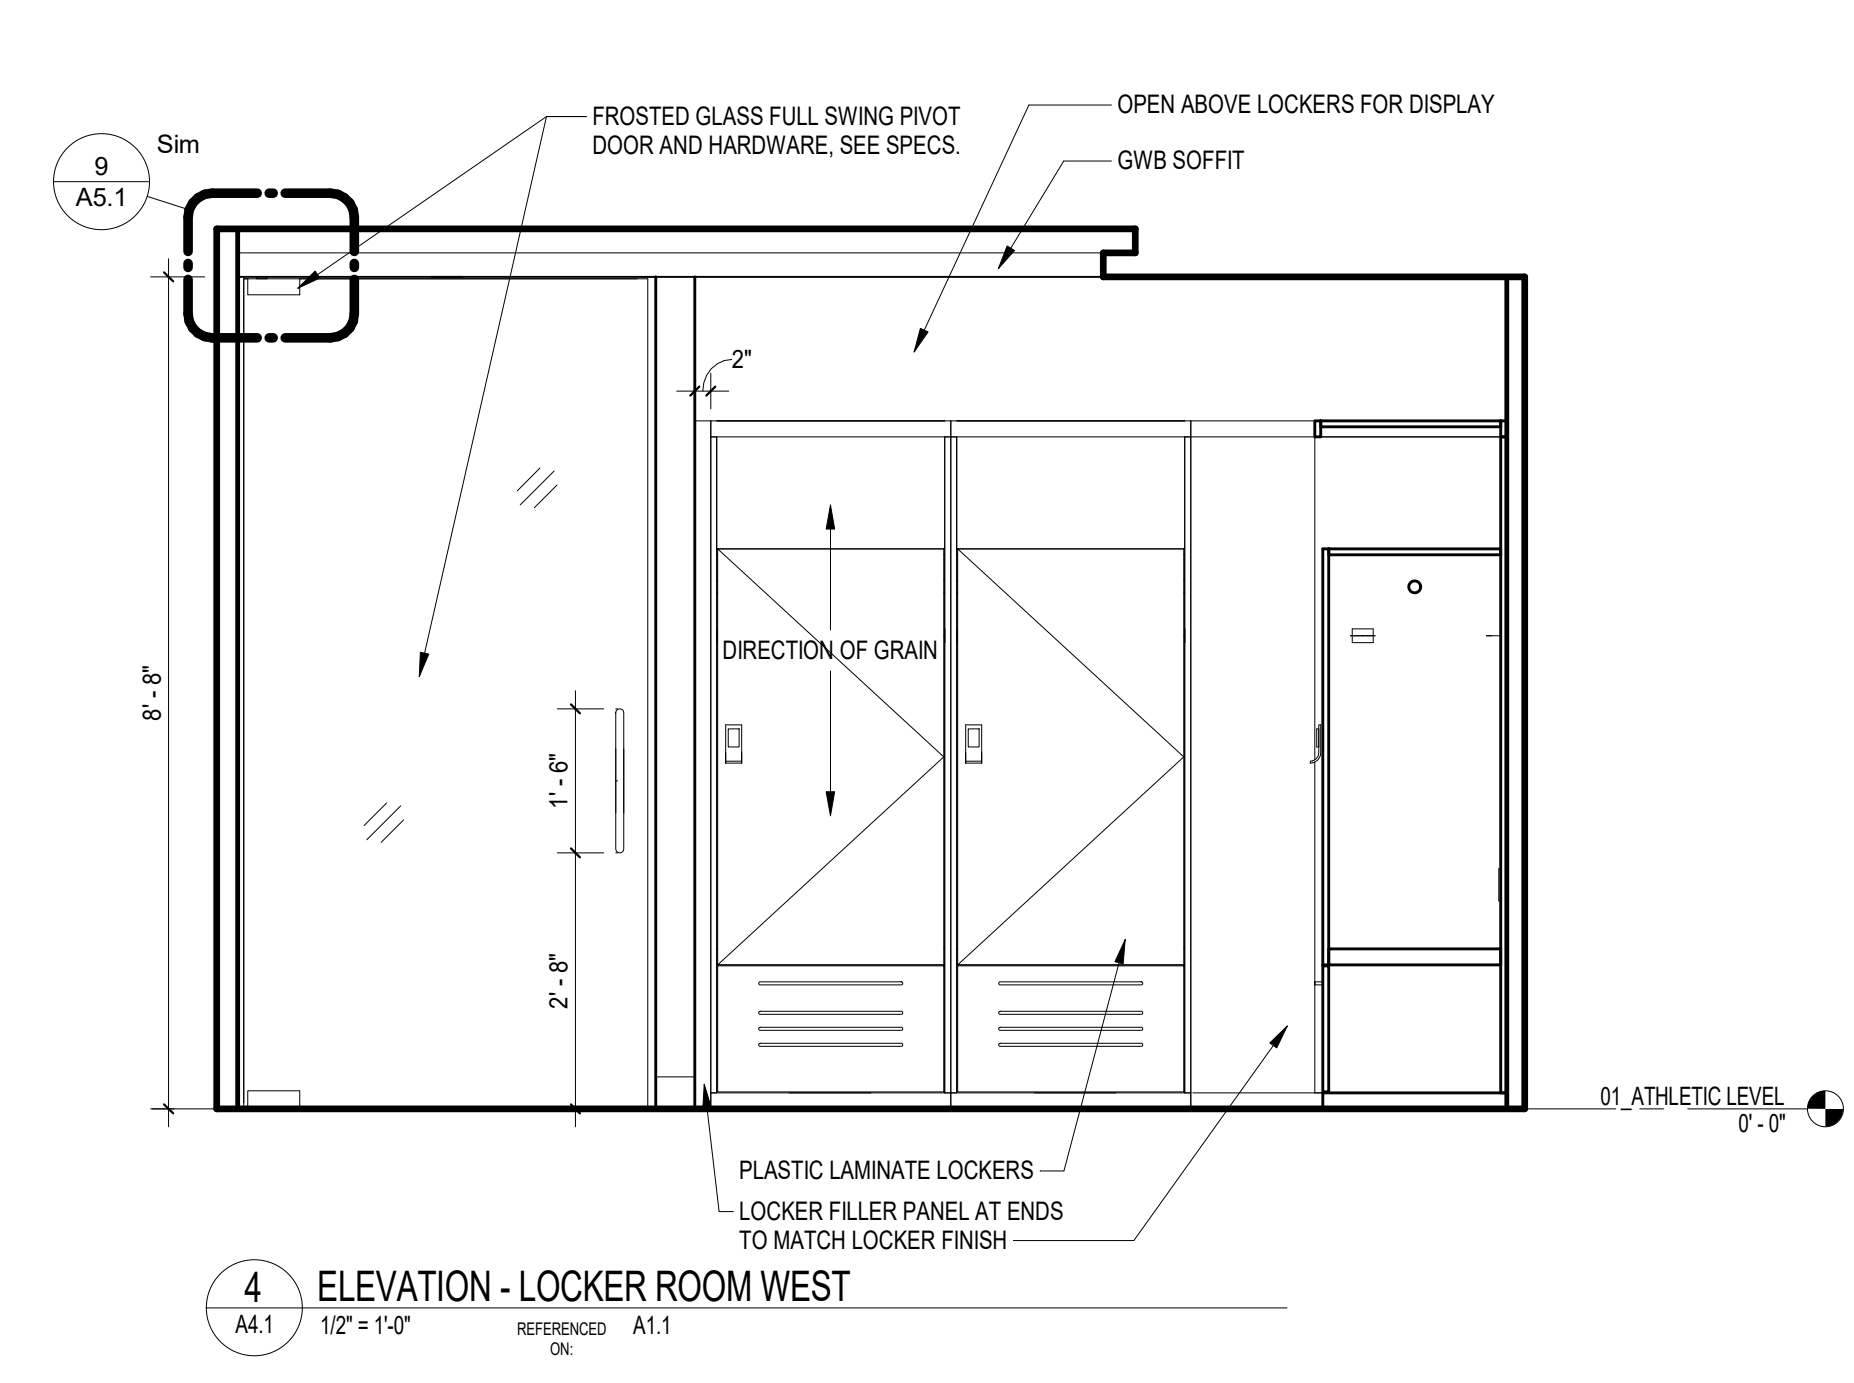 FROSTED GLASS FULL SWING PIVOT
DOOR AND HARDWARE, SEE SPECS.
OPEN ABOVE LOCKERS FOR DISPLAY
GWB SOFFIT
Sim
9
A5.1
2"
DIRECTION OF GRAIN
8' - 8"
1' - 6"
2' - 8"
01_ATHLETIC LEVEL
0' - 0"
PLASTIC LAMINATE LOCKERS
LOCKER FILLER PANEL AT ENDS
TO MATCH LOCKER FINISH
4
A4.1
ELEVATION - LOCKER ROOM WEST
1/2" = 1'-0"
REFERENCED
ON:
A1.1